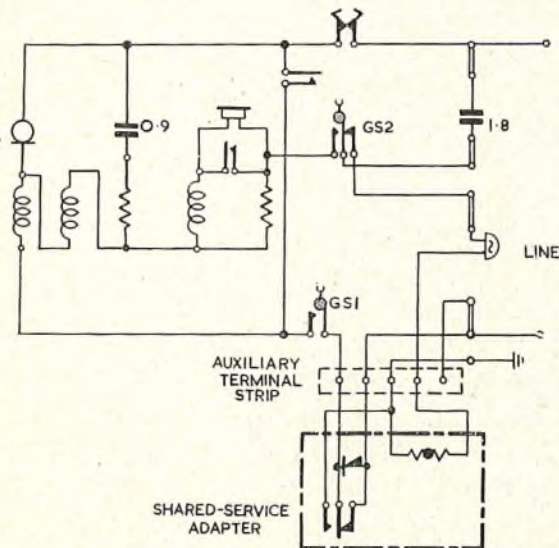 0·9
GS2
1·8
LINE
GS1
AUXILIARY
TERMINAL
STRIP
SHARED-SERVICE
ADAPTER